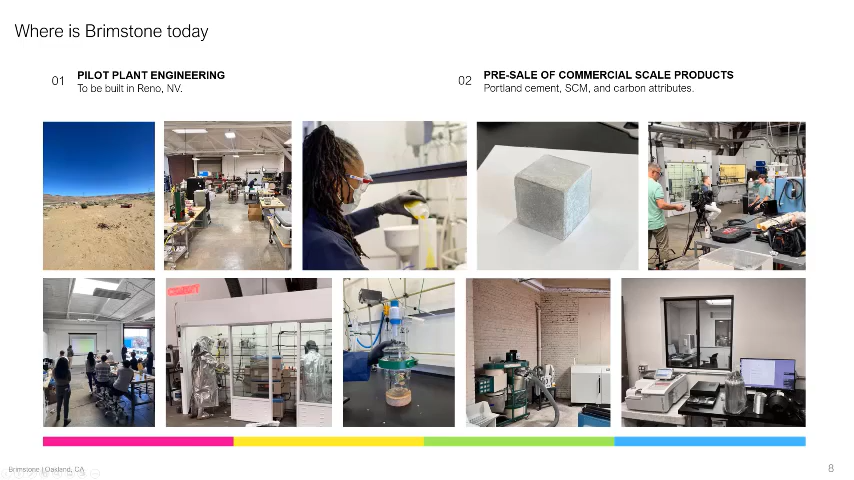 Where is Brimstone today
01 PILOT PLANT ENGINEERING
To be built in Reno, NV.
02 PRE-SALE OF COMMERCIAL SCALE PRODUCTS
Portland cement, SCM, and carbon attributes.
Brimstone | Oakland, CA
8